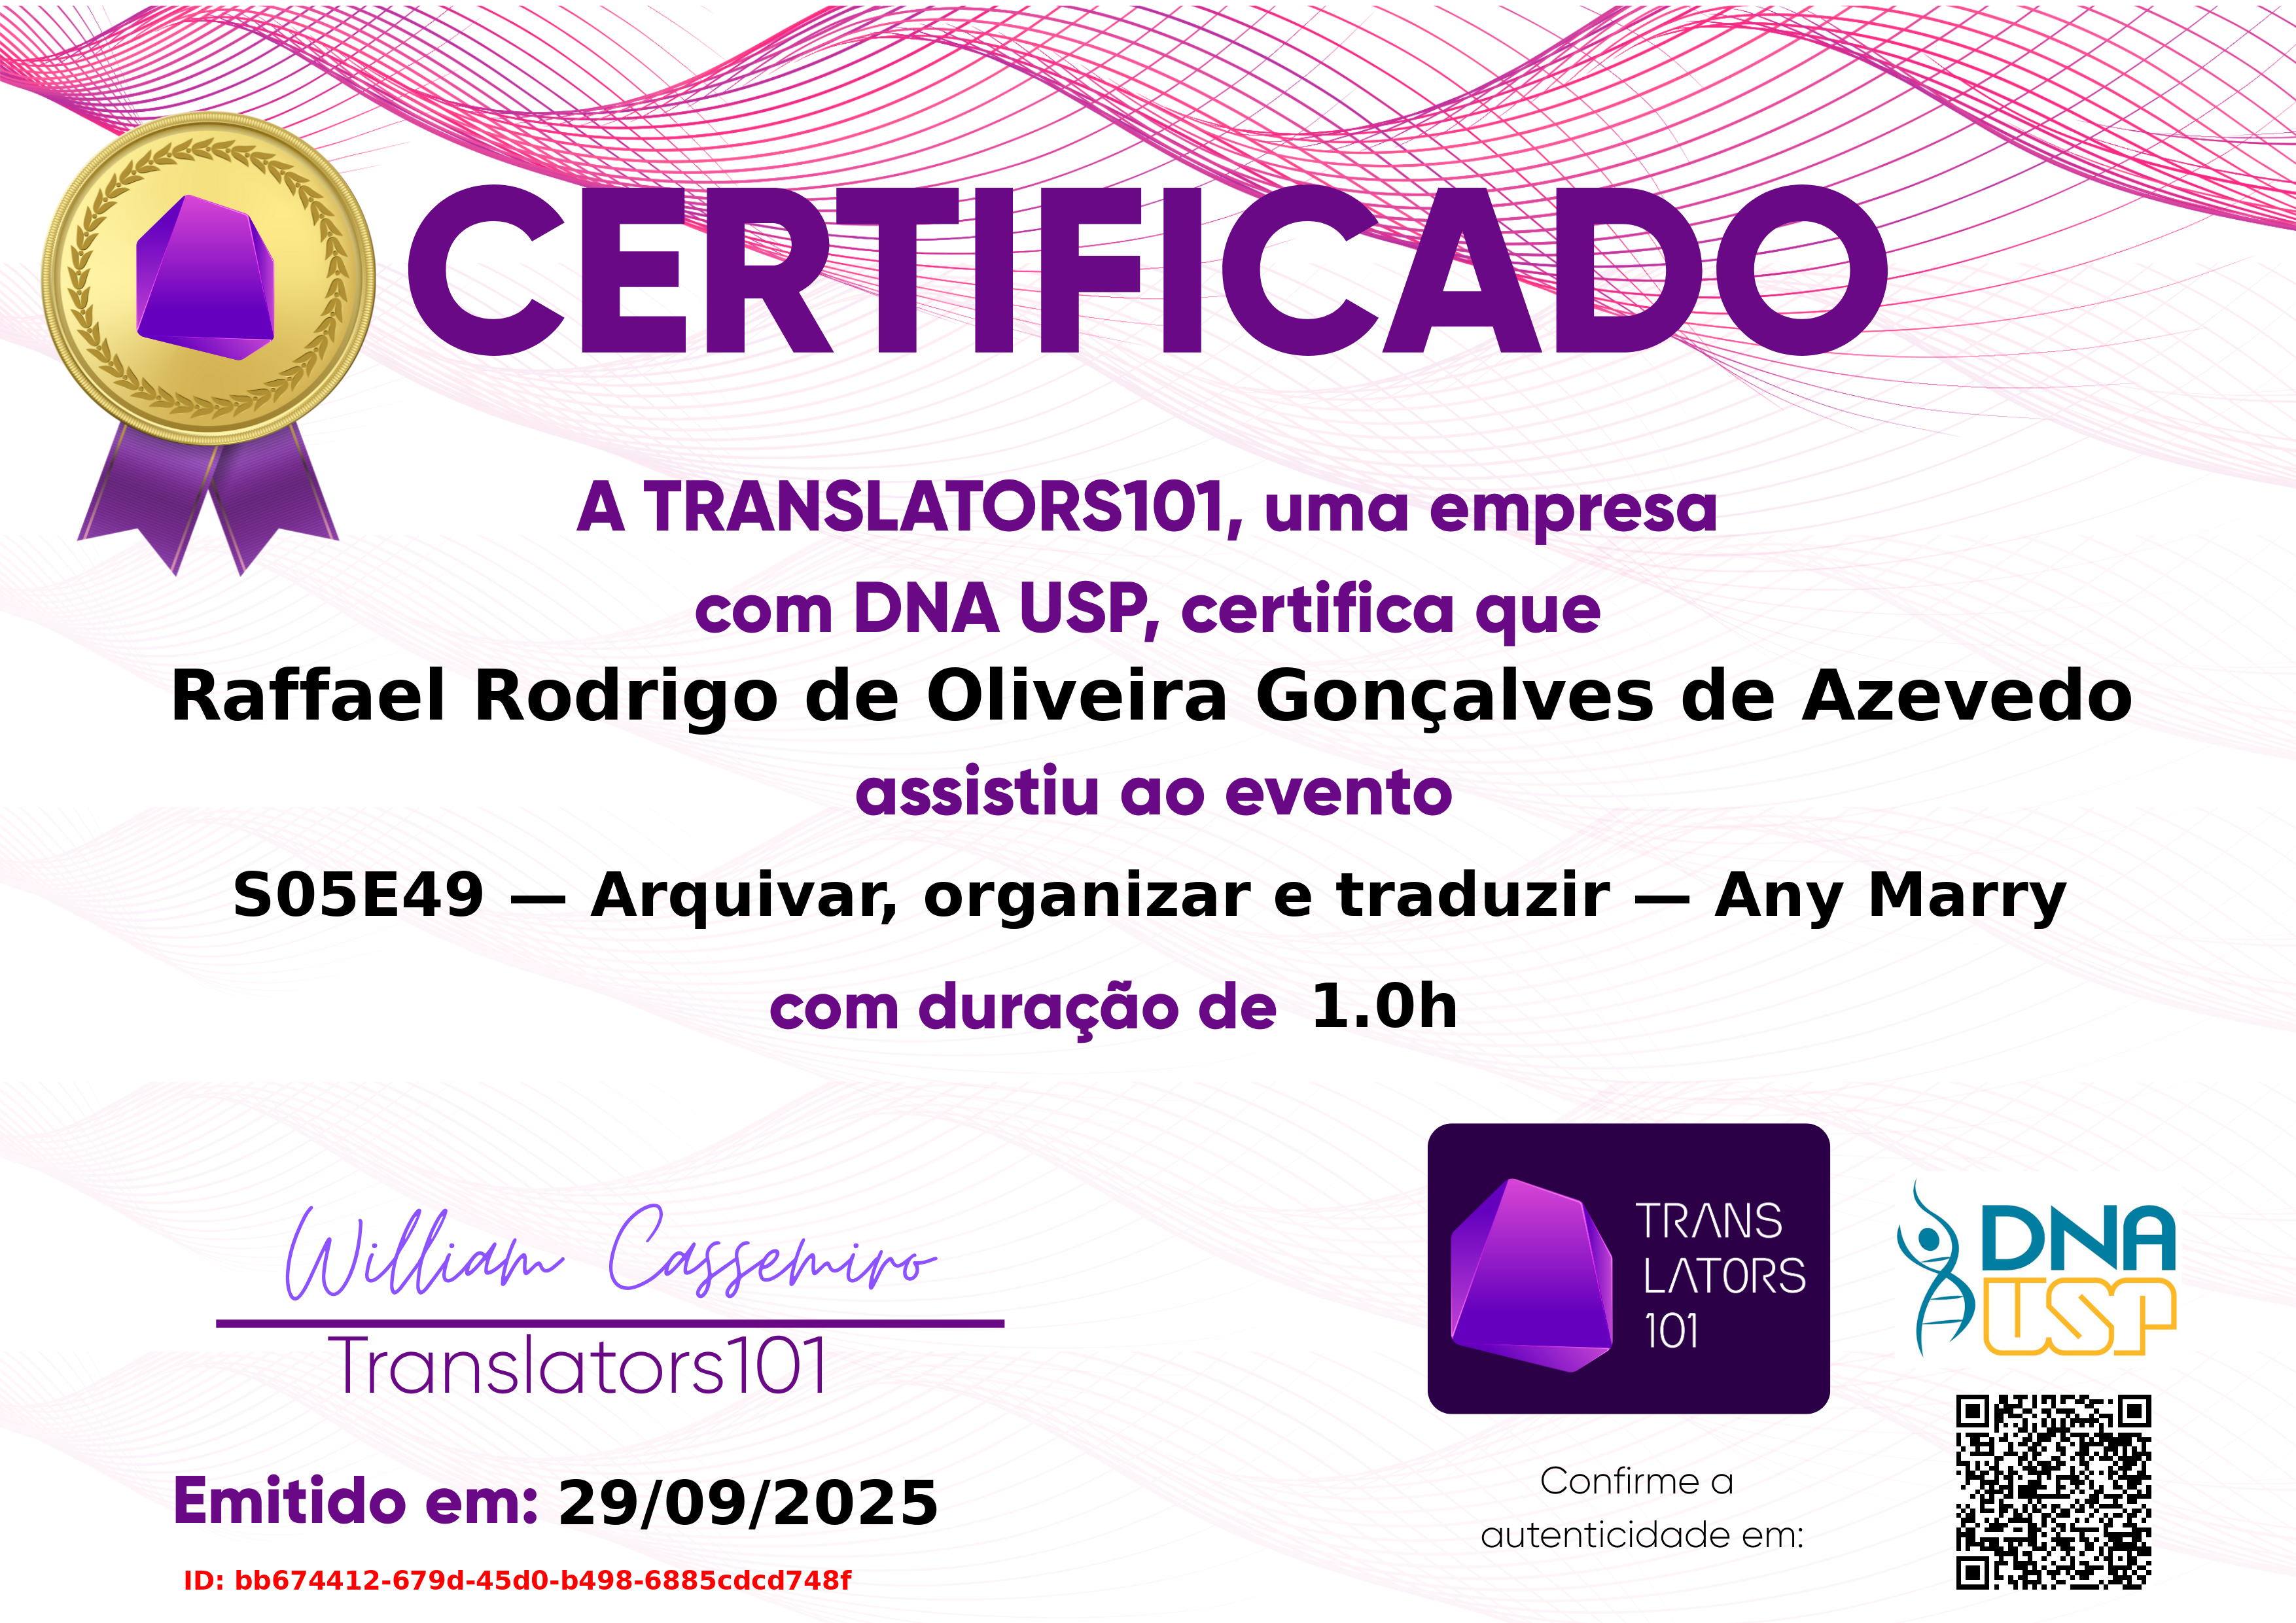 CERTIFICADO
A TRANSLATORS101, uma empresa
com DNA USP, certifica que
Raffael Rodrigo de Oliveira Gonçalves de Azevedo
assistiu ao evento
S05E49 — Arquivar, organizar e traduzir — Any Marry
com duração de 1.0h
William Cassemiro
Translators101
Emitido em: 29/09/2025
ID: bb674412-679d-45d0-b498-6885cdcd748f
TRANS
LATORS
101
DNA
USP
Confirme a
autenticidade em: